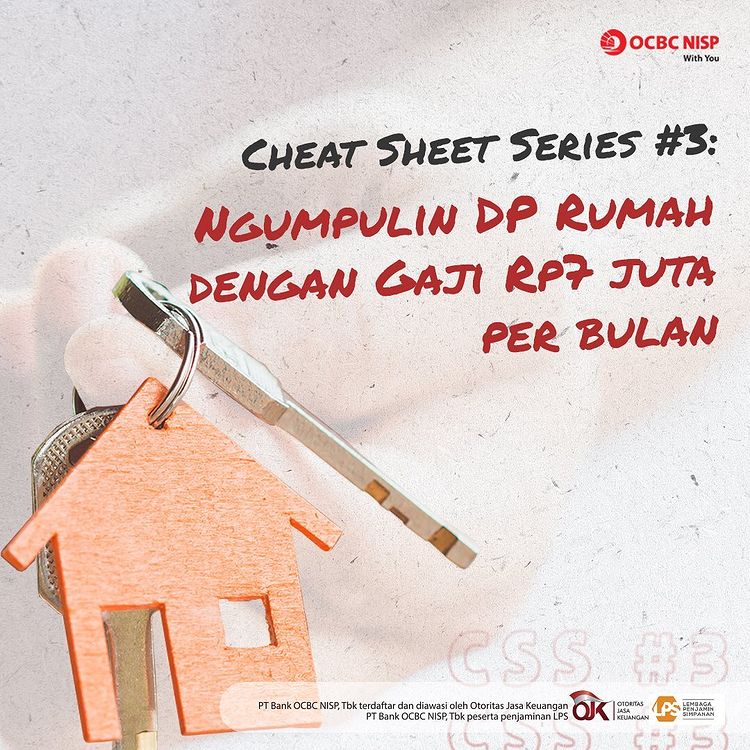 OCBC NISP
With You
CHEAT SHEET SERIES #3:
NGUMPULIN DP RUMAH
DENGAN GAJI RP7 JUTA
PER BULAN
CSS #3
PT Bank OCBC NISP, Tbk terdaftar dan diawasi oleh Otoritas Jasa Keuangan
PT Bank OCBC NISP, Tbk peserta penjaminan LPS
OJK
OTORITAS
JASA
KEUANGAN
LPS
LEMBAGA
PENJAMIN
SIMPANAN
CSS #3